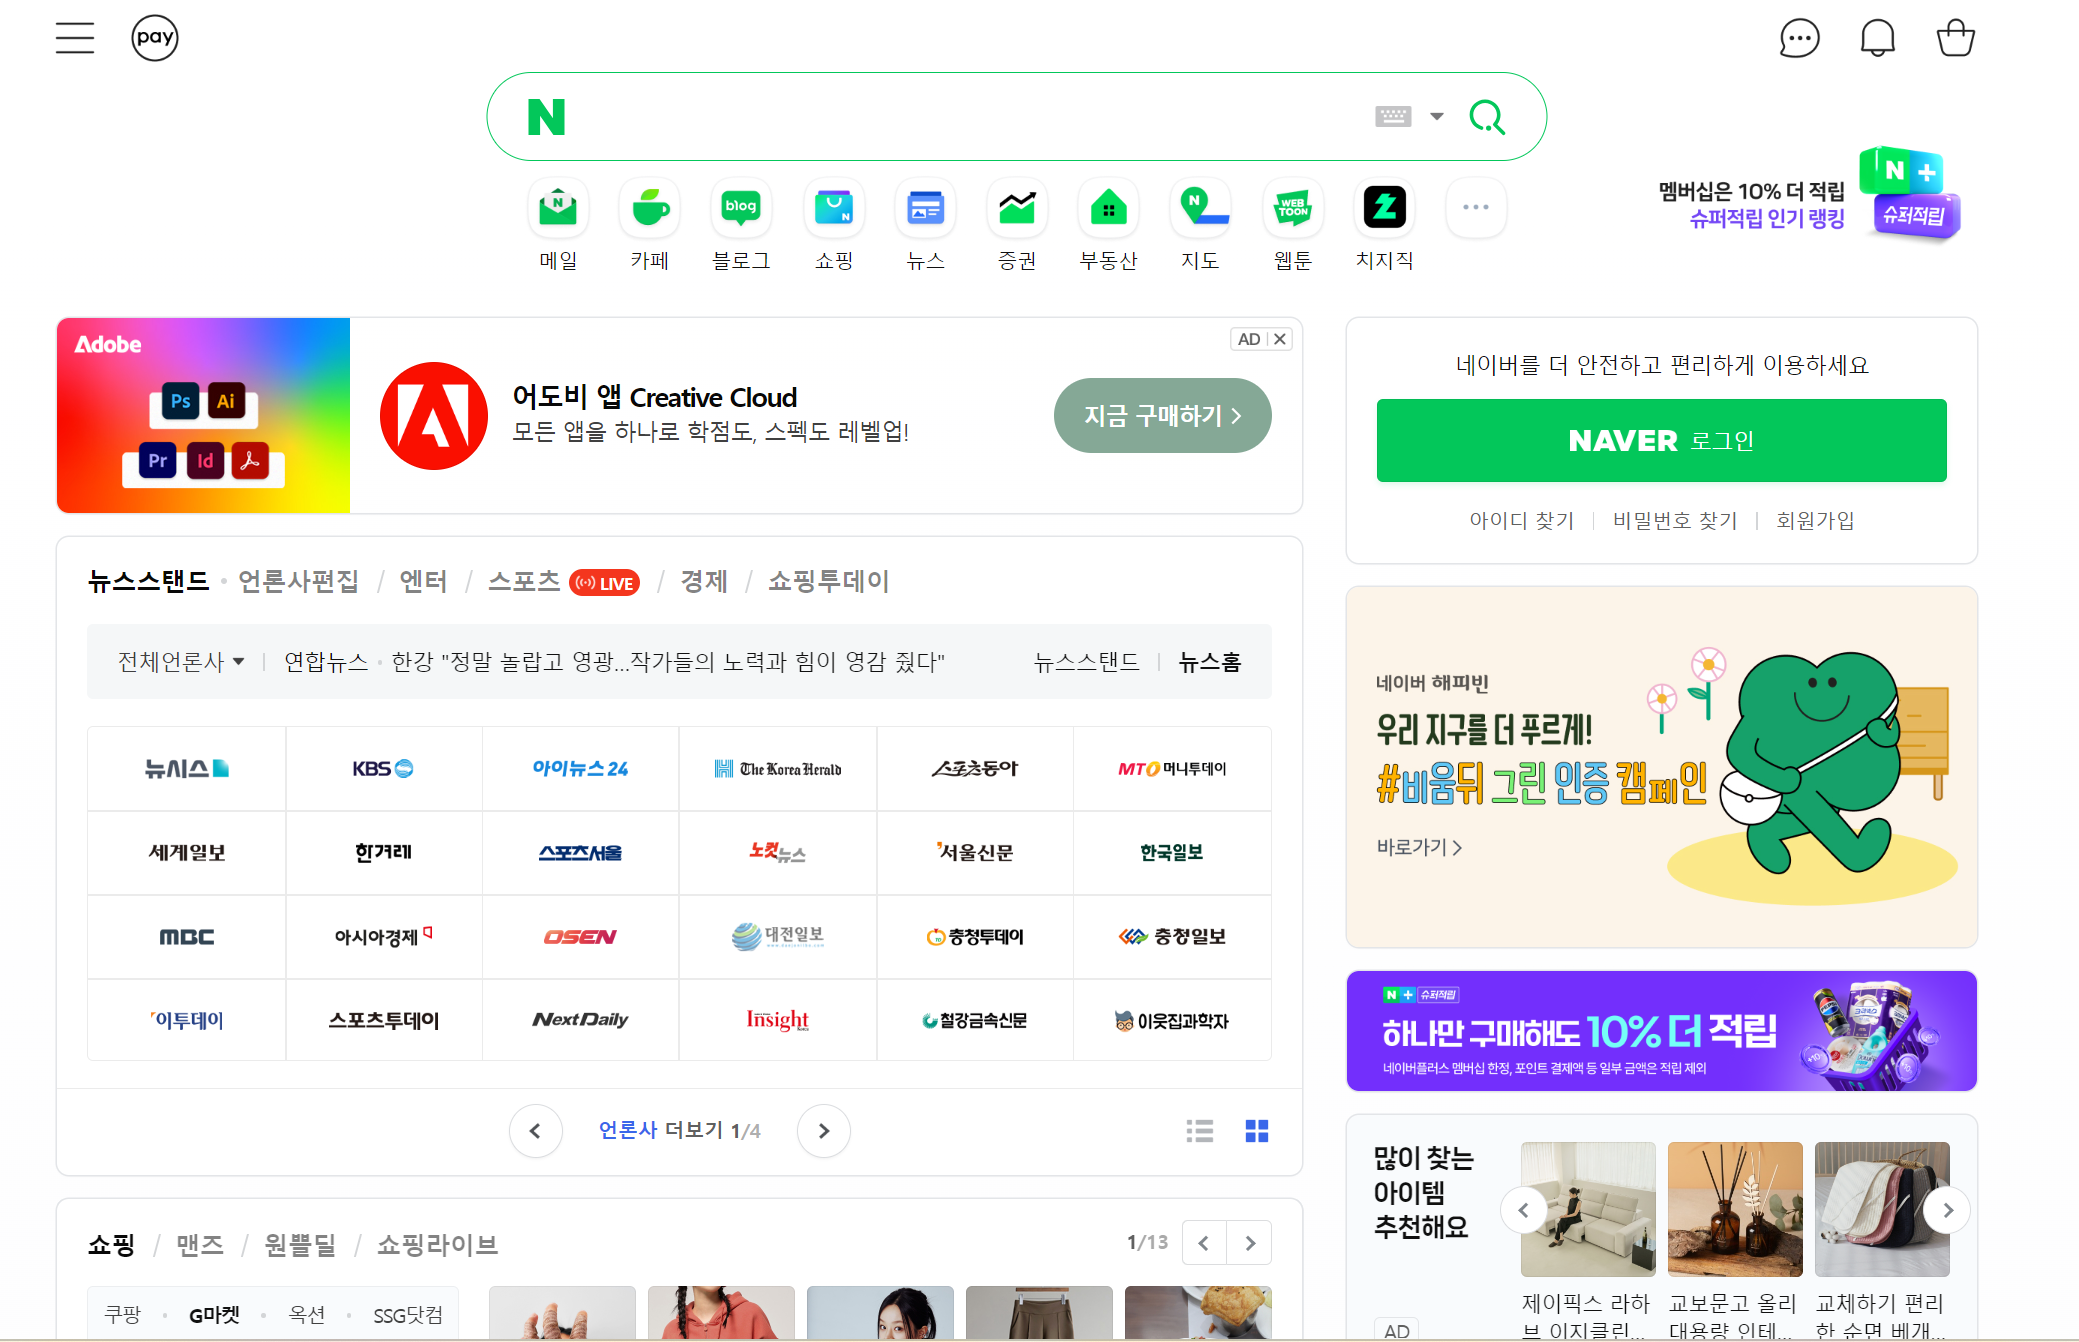 pay
N
N +
멤버십은 10% 더 적립
슈퍼적립 인기 랭킹
슈퍼적립
N blog N N WEB TOON
메일 카페 블로그 쇼핑 뉴스 증권 부동산 지도 웹툰 치지직
Adobe
Ps Ai
Pr Id
어도비 앱 Creative Cloud
모든 앱을 하나로 학점도, 스펙도 레벨업!
지금 구매하기
AD
네이버를 더 안전하고 편리하게 이용하세요
NAVER 로그인
아이디 찾기 비밀번호 찾기 회원가입
뉴스스탠드 언론사편집 / 엔터 / 스포츠 LIVE / 경제 / 쇼핑투데이
전체언론사 연합뉴스 한강 "정말 놀랍고 영광...작가들의 노력과 힘이 영감 줬다" 뉴스스탠드 뉴스홈
뉴시스 KBS 아이뉴스24 The Korea Herald 스포츠동아 MTO 머니투데이
세계일보 한겨레 스포츠서울 노컷뉴스 서울신문 한국일보
MBC 아시아경제 OSEN 대전일보 충청투데이 충청일보
이투데이 스포츠투데이 NextDaily Insight 철강금속신문 이웃집과학자
언론사 더보기 1/4
네이버 해피빈
우리 지구를 더 푸르게!
#비움뒤 그린 인증 캠페인
바로가기
N + 슈퍼적립
하나만 구매해도 10% 더 적립
네이버플러스 멤버십 한정, 포인트 결제액 등 일부 금액은 적립 제외
+10
많이 찾는
아이템
추천해요
AD
제이픽스 라하
브 이지클린...
교보문고 올리
대용량 인테...
교체하기 편리
한 순면 베개...
쇼핑 / 맨즈 / 원쁠딜 / 쇼핑라이브
1/13
쿠팡 G마켓 옥션 SSG닷컴